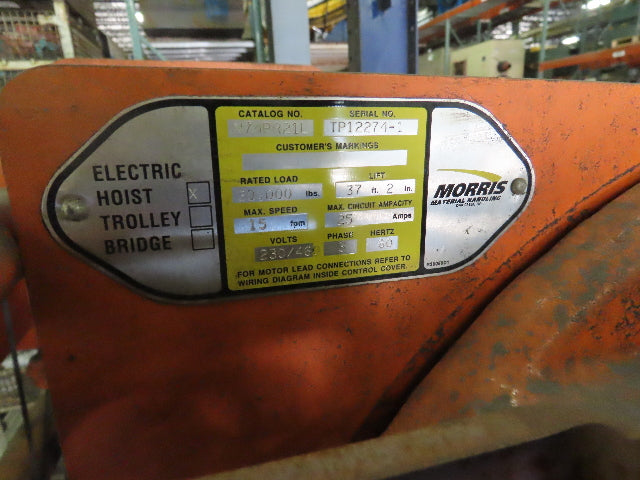 ELECTRIC
HOIST X
TROLLEY
BRIDGE
CATALOG NO. SERIAL NO.
TP12274-1
CUSTOMER'S MARKINGS
RATED LOAD LIFT
lbs. 37 ft. 2 in.
MAX. SPEED MAX. CIRCUIT AMPACITY
15 fpm 25 Amps
VOLTS PHASE HERTZ
3 60
FOR MOTOR LEAD CONNECTIONS REFER TO
WIRING DIAGRAM INSIDE CONTROL COVER.
MORRIS
MATERIAL HANDLING